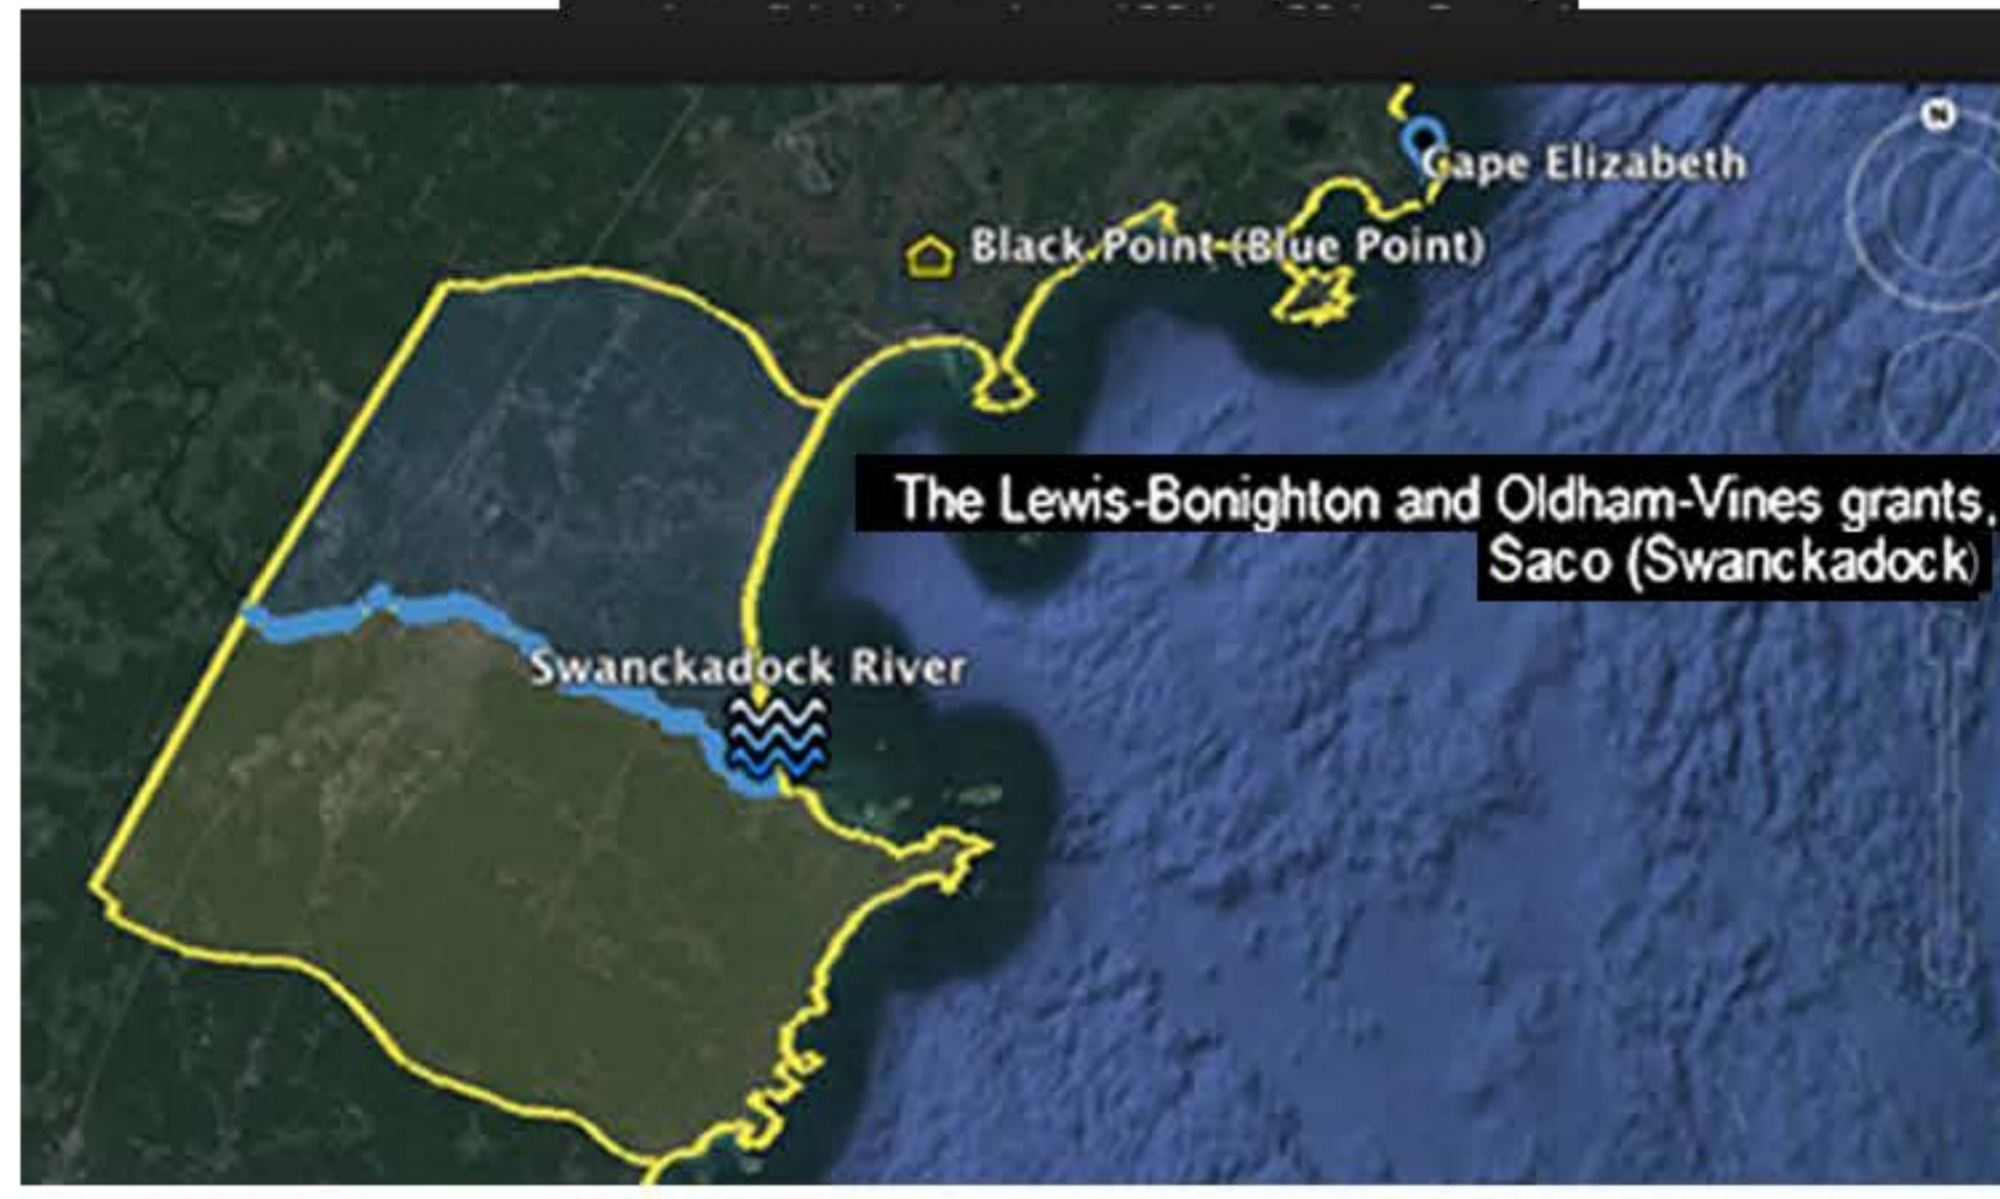 N
Cape Elizabeth
Black Point (Blue Point)
The Lewis-Bonighton and Oldham-Vines grants,
Saco (Swanckadock)
Swanckadock River